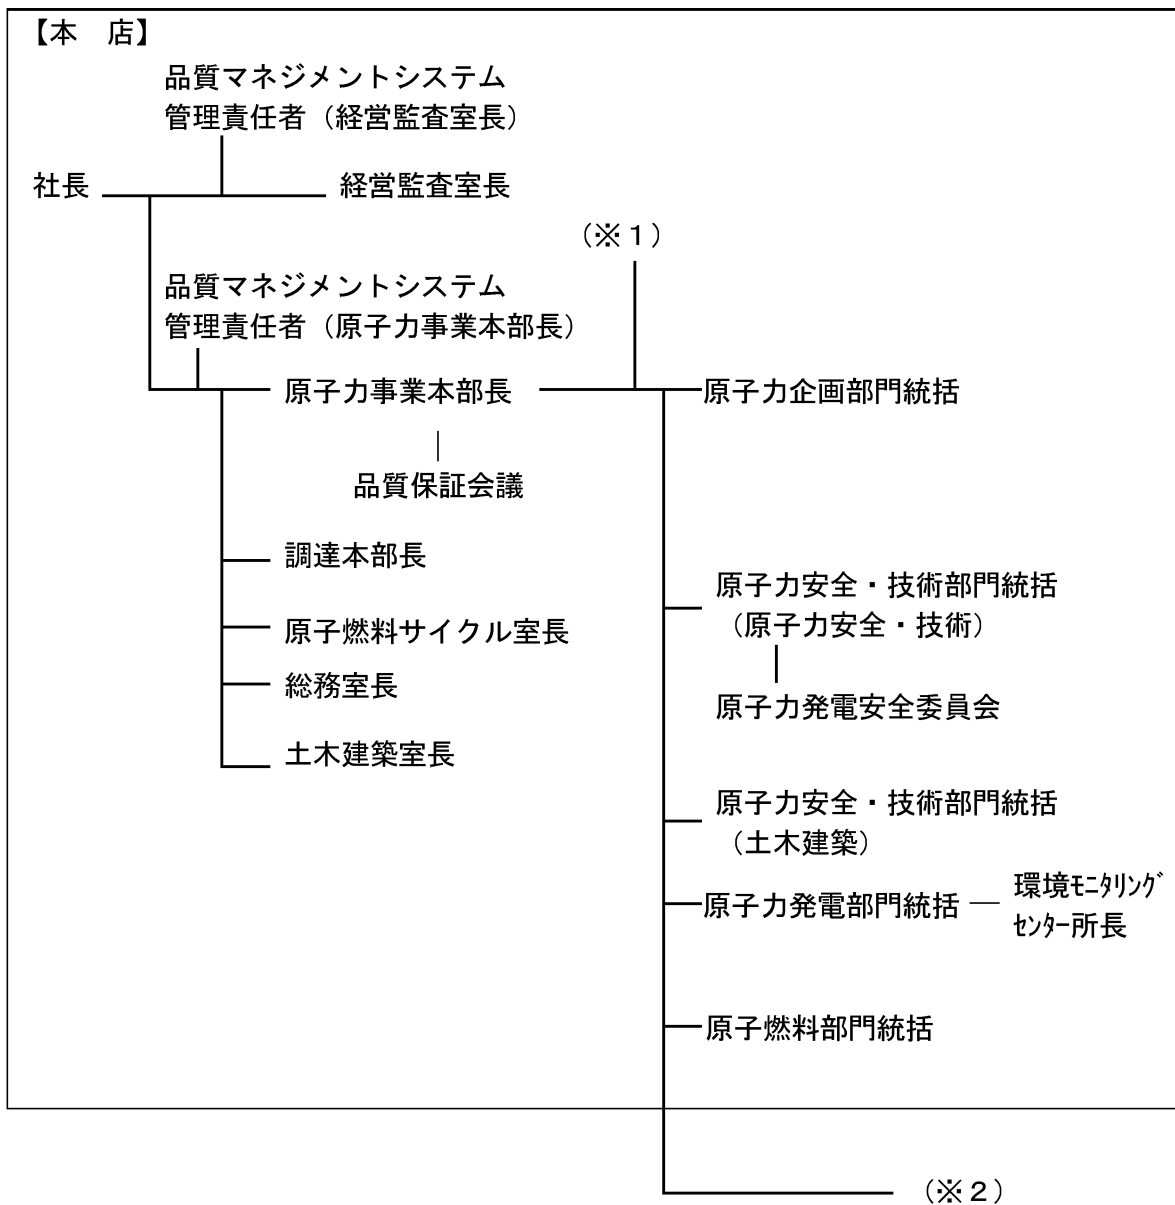 【本　店】
品質マネジメントシステム
管理責任者（経営監査室長）
社長
経営監査室長
（※１）
品質マネジメントシステム
管理責任者（原子力事業本部長）
原子力事業本部長
原子力企画部門統括
品質保証会議
調達本部長
原子燃料サイクル室長
総務室長
土木建築室長
原子力安全・技術部門統括
（原子力安全・技術）
原子力発電安全委員会
原子力安全・技術部門統括
（土木建築）
原子力発電部門統括
環境ﾓﾆﾀﾘﾝｸﾞ
ｾﾝﾀｰ所長
原子燃料部門統括
（※２）